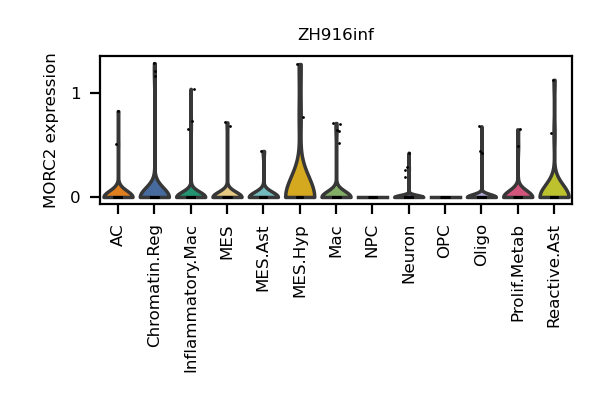 ZH916inf
MORC2 expression
1
0
AC
Chromatin.Reg
Inflammatory.Mac
MES
MES.Ast
MES.Hyp
Mac
NPC
Neuron
OPC
Oligo
Prolif.Metab
Reactive.Ast